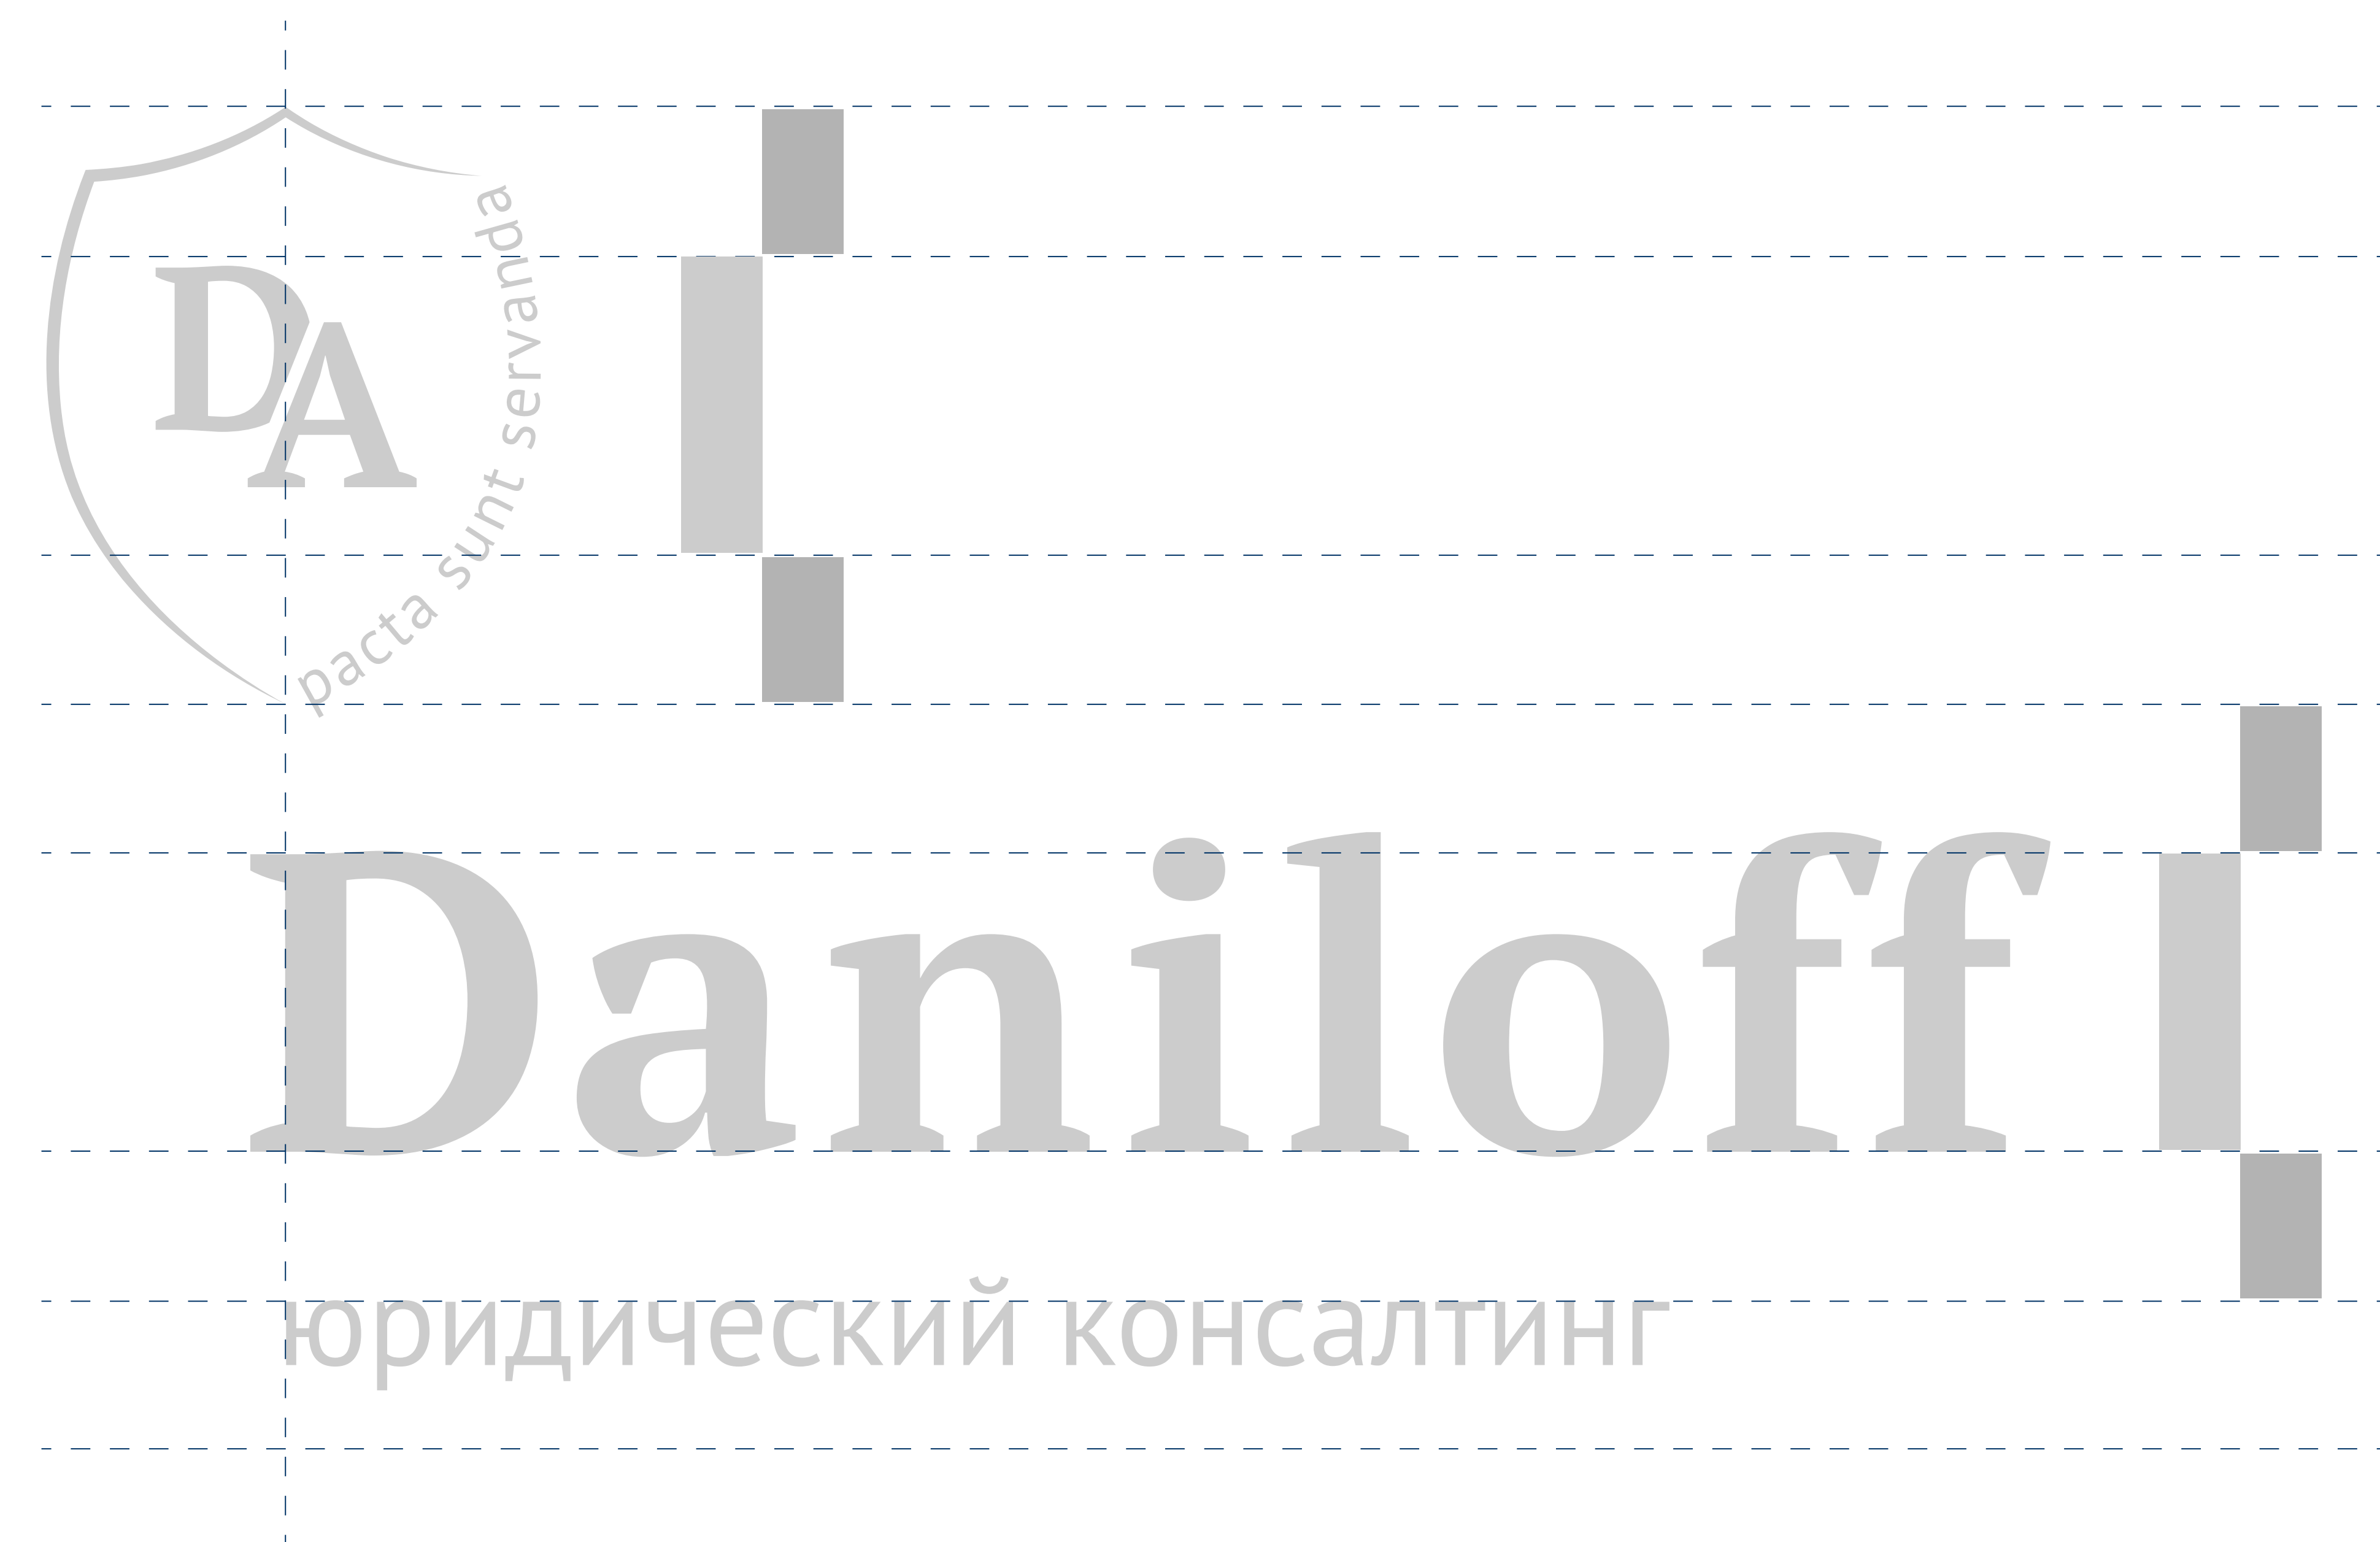 DA
pacta sunt servanda
Daniloff
юридический консалтинг